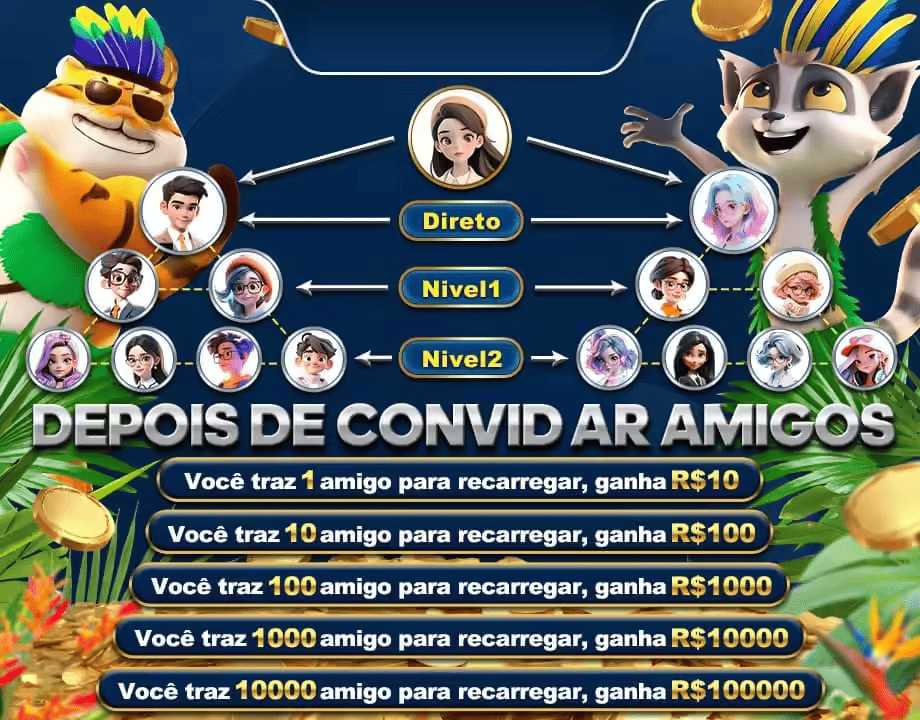 Direto
Nivel1
Nivel2
DEPOIS DE CONVID AR AMIGOS
Você traz 1 amigo para recarregar, ganha R$10
Você traz 10 amigo para recarregar, ganha R$100
Você traz 100 amigo para recarregar, ganha R$1000
Você traz 1000 amigo para recarregar, ganha R$10000
Você traz 10000 amigo para recarregar, ganha R$100000